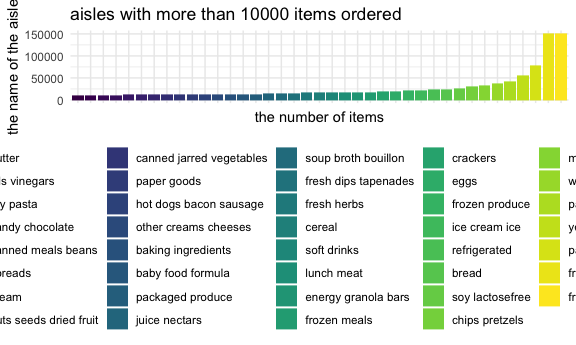 aisles with more than 10000 items ordered
the name of the aisle
150000
100000
50000
0
the number of items
utter canned jarred vegetables soup broth bouillon crackers m
ls vinegars paper goods fresh dips tapenades eggs w
y pasta hot dogs bacon sausage fresh herbs frozen produce pa
andy chocolate other creams cheeses cereal ice cream ice ye
anned meals beans baking ingredients soft drinks refrigerated pa
preads baby food formula lunch meat bread fr
eam packaged produce energy granola bars soy lactosefree fr
uts seeds dried fruit juice nectars frozen meals chips pretzels